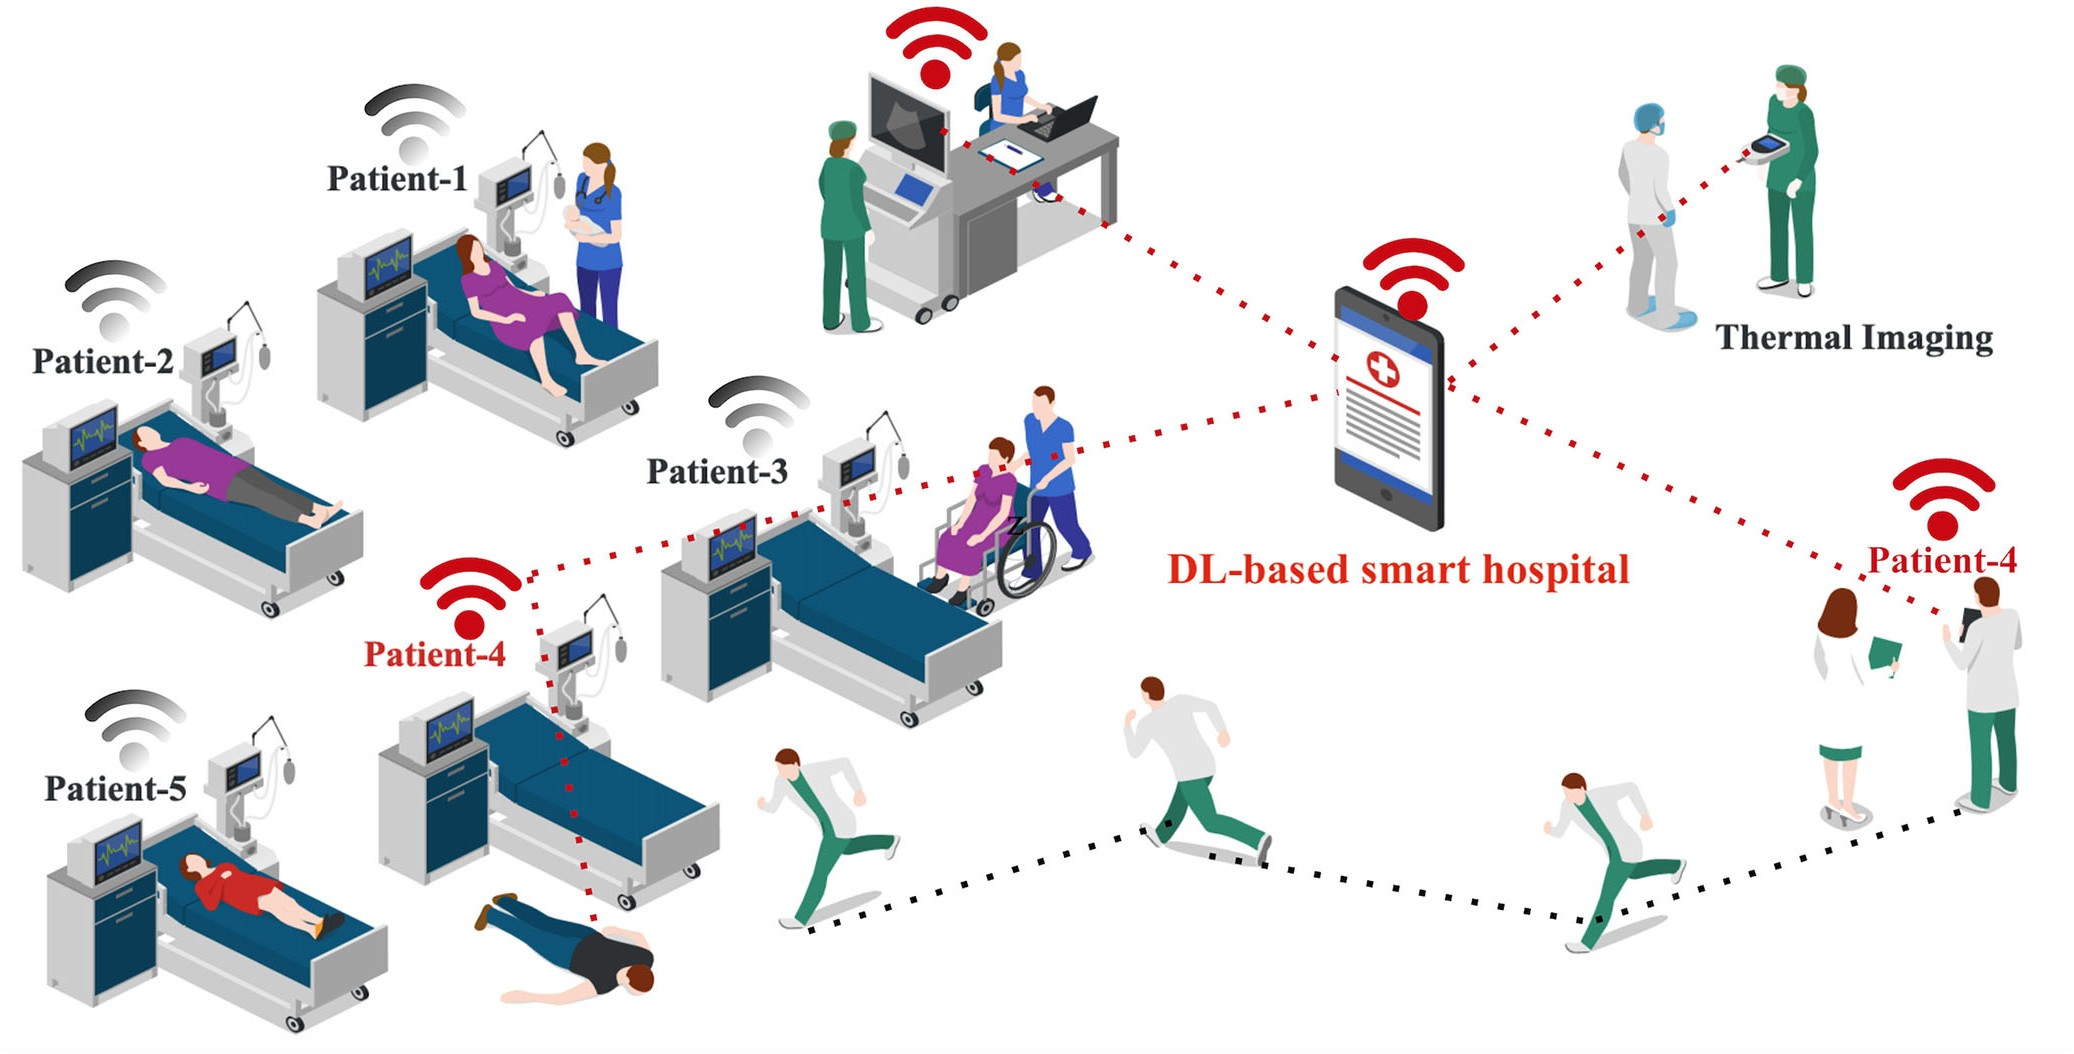 Patient-1
Patient-2
Thermal Imaging
Patient-3
Z
DL-based smart hospital
Patient-4
Patient-4
Patient-5